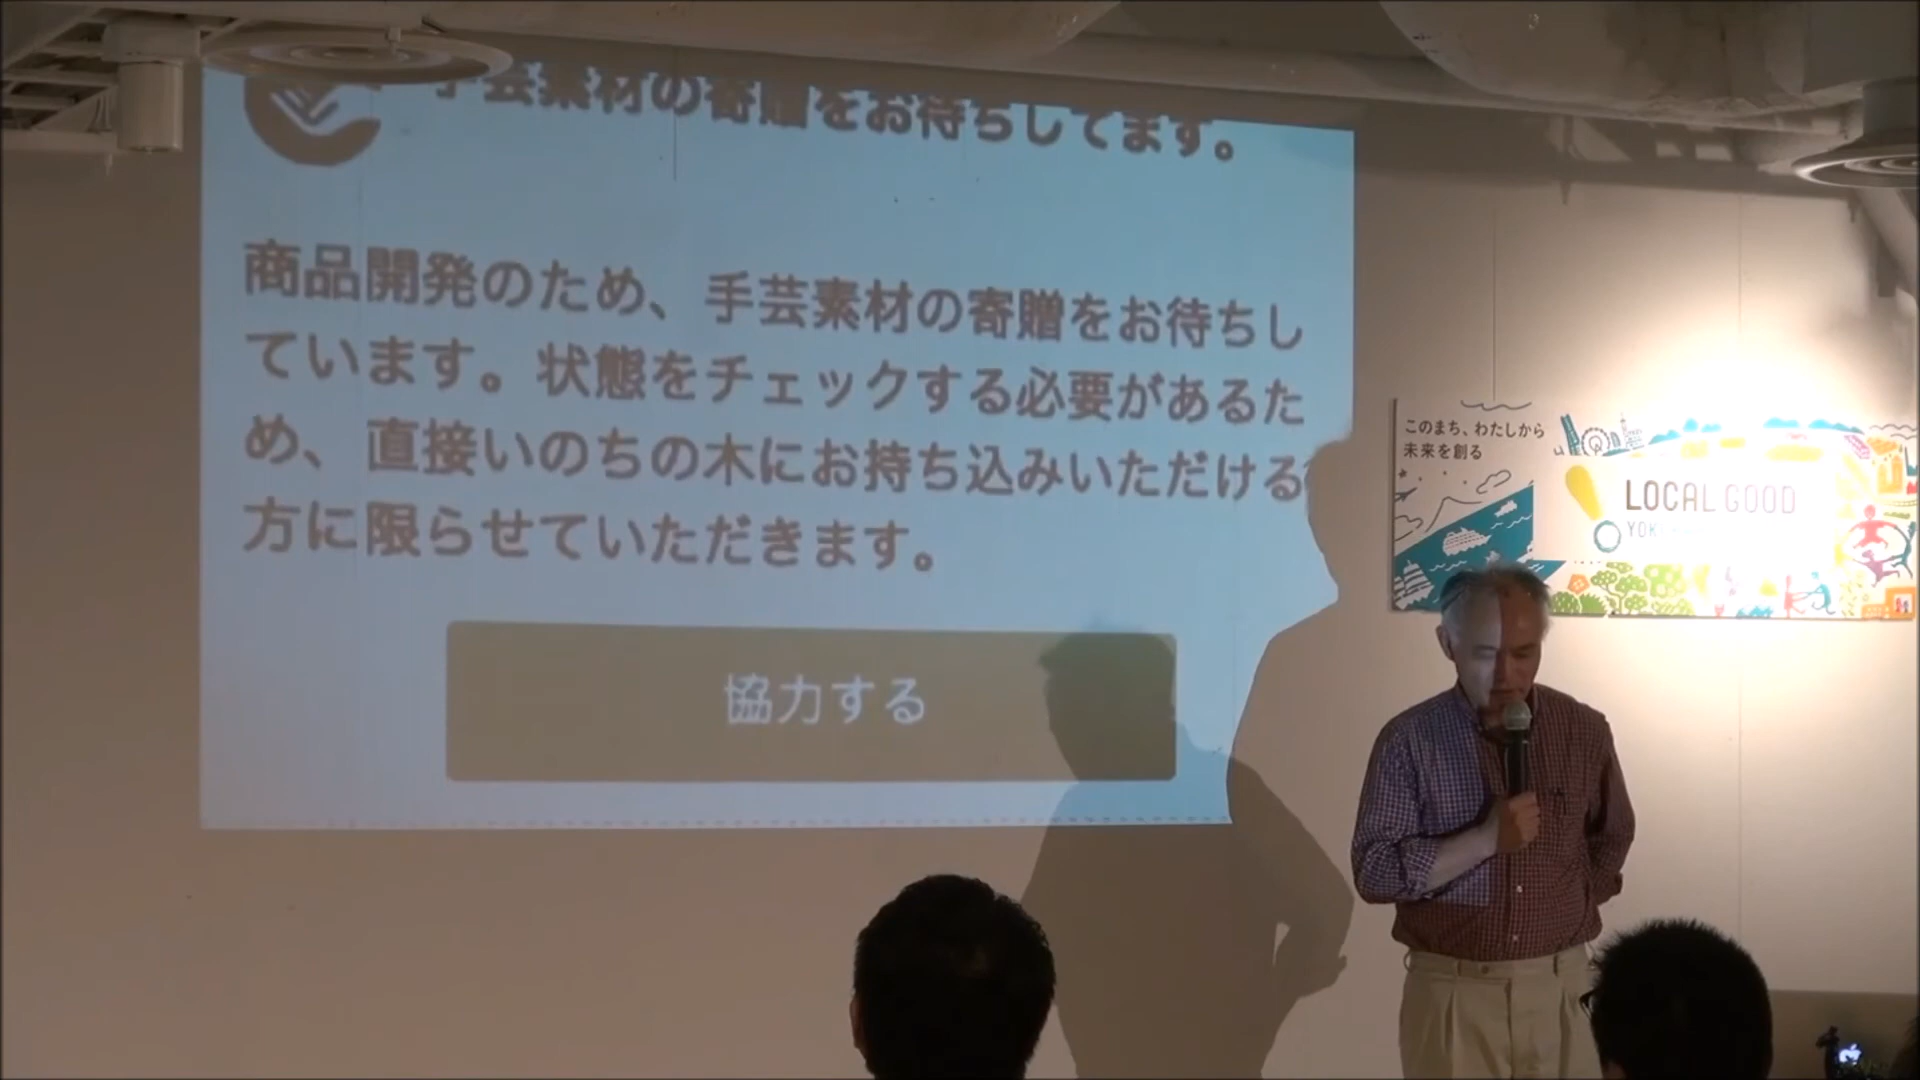 手芸素材の寄贈をお待ちしてます。
商品開発のため、手芸素材の寄贈をお待ちし
ています。状態をチェックする必要があるた
め、直接いのちの木にお持ち込みいただける
方に限らせていただきます。
協力する
このまち、わたしから
未来を創る
LOCAL GOOD